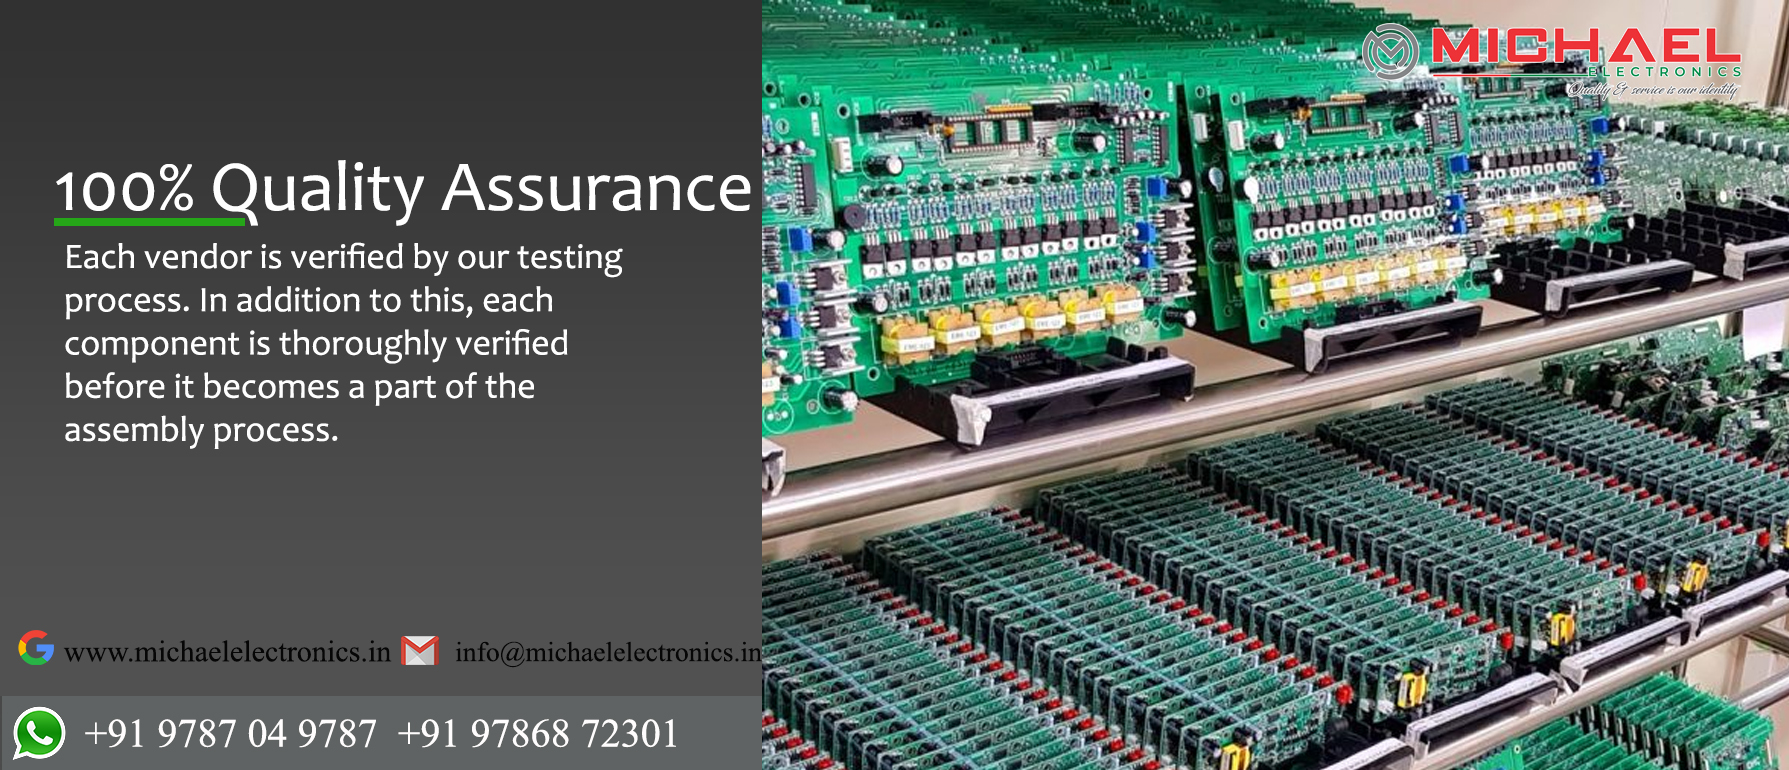 MICHAEL
ELECTRONICS
Quality & service is our identity
100% Quality Assurance
Each vendor is verified by our testing
process. In addition to this, each
component is thoroughly verified
before it becomes a part of the
assembly process.
www.michaelelectronics.in info@michaelelectronics.in
+91 9787 04 9787 +91 97868 72301